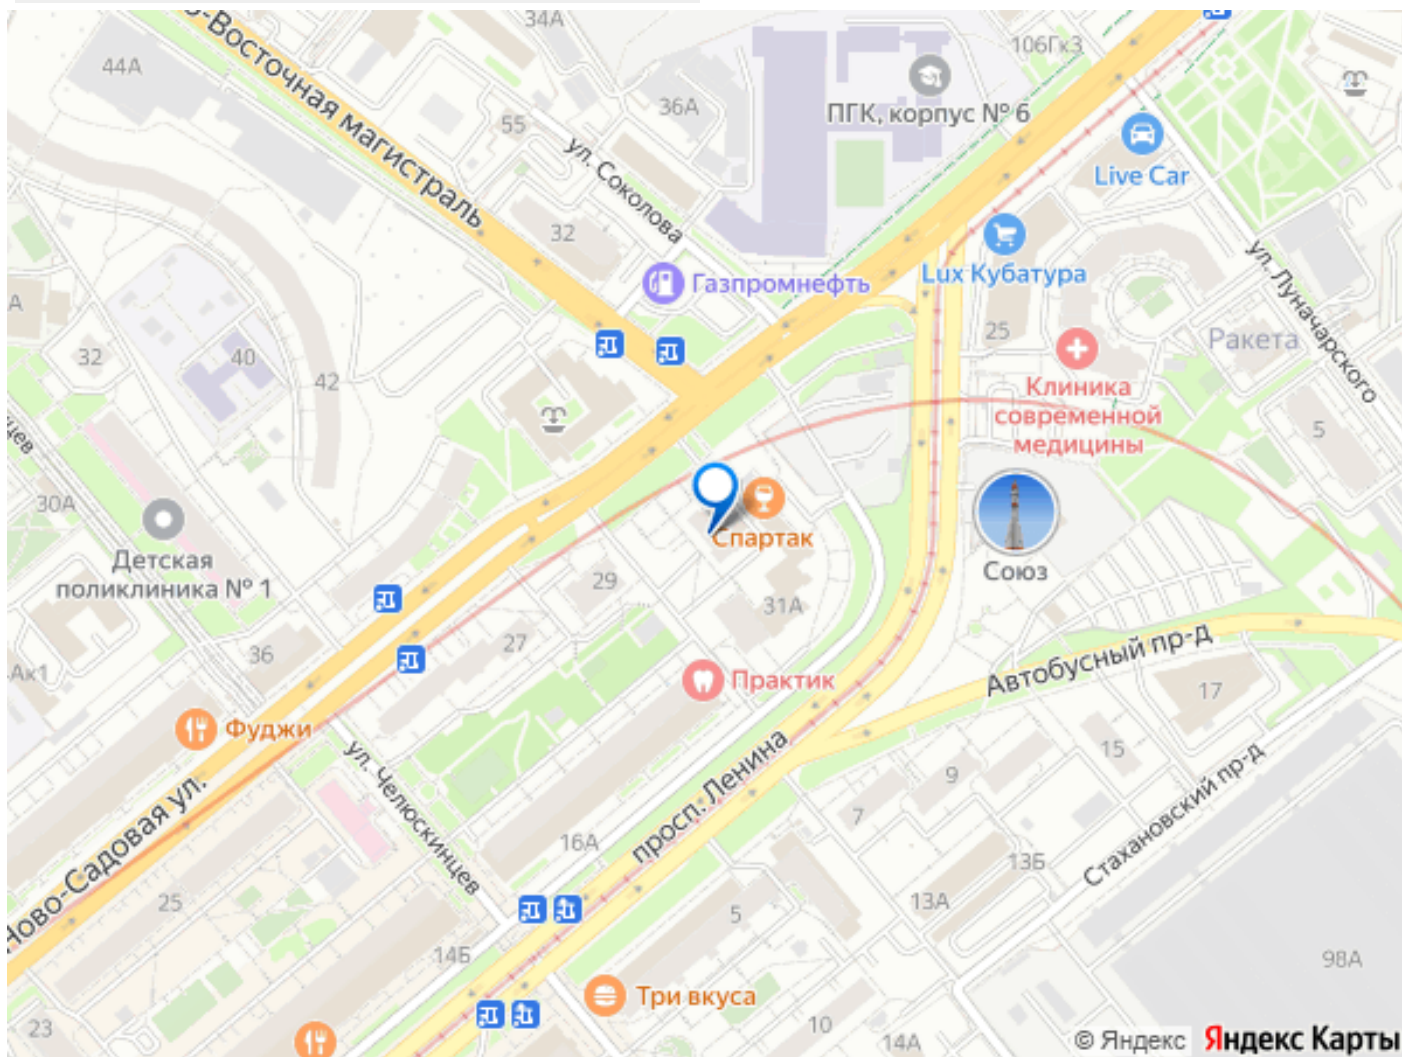 34А
о-Восточная магистраль
44А
106Гк3
36А
ПГК, корпус № 6
55
ул. Соколова
Live Car
32
Lux Кубатура
ул. Луначарского
Газпромнефть
А
25
Ракета
32
40
42
Клиника
современной
медицины
5
30А
Спартак
Детская
поликлиника № 1
Союз
29
31А
27
36
Ак1
Практик
Автобусный пр-д
17
Фуджи
ул. Челюскинцев
15
9
Ново-Садовая ул.
просп. Ленина
7
Стахановский пр-д
16А
13Б
25
5
13А
14Б
98А
Три вкуса
23
10
14А
© Яндекс Яндекс Карты